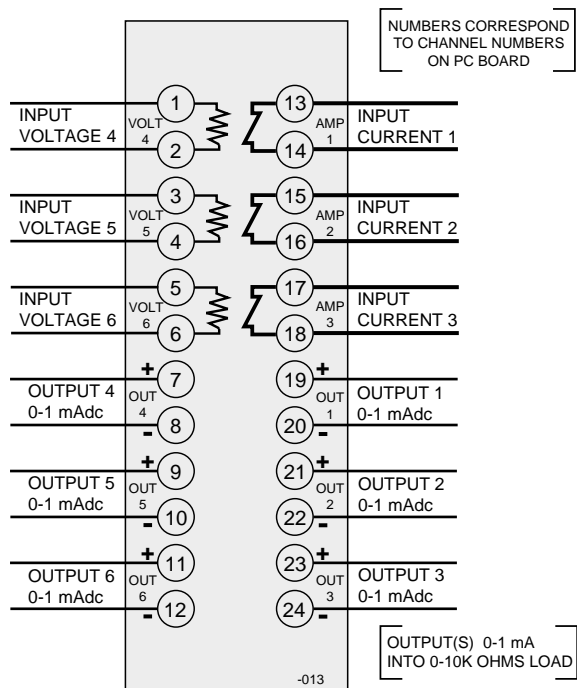 NUMBERS CORRESPOND
TO CHANNEL NUMBERS
ON PC BOARD
1
13
INPUT
VOLTAGE 4
VOLT
4
AMP
1
INPUT
CURRENT 1
2
14
3
15
INPUT
VOLTAGE 5
VOLT
5
AMP
2
INPUT
CURRENT 2
4
16
5
17
INPUT
VOLTAGE 6
VOLT
6
AMP
3
INPUT
CURRENT 3
6
18
+
7
19
+
OUTPUT 4
0-1 mAdc
OUT
4
OUT
1
OUTPUT 1
0-1 mAdc
-
8
20
-
+
9
21
+
OUTPUT 5
0-1 mAdc
OUT
5
OUT
2
OUTPUT 2
0-1 mAdc
-
10
22
-
+
11
23
+
OUTPUT 6
0-1 mAdc
OUT
6
OUT
3
OUTPUT 3
0-1 mAdc
-
12
24
-
OUTPUT(S) 0-1 mA
INTO 0-10K OHMS LOAD
-013